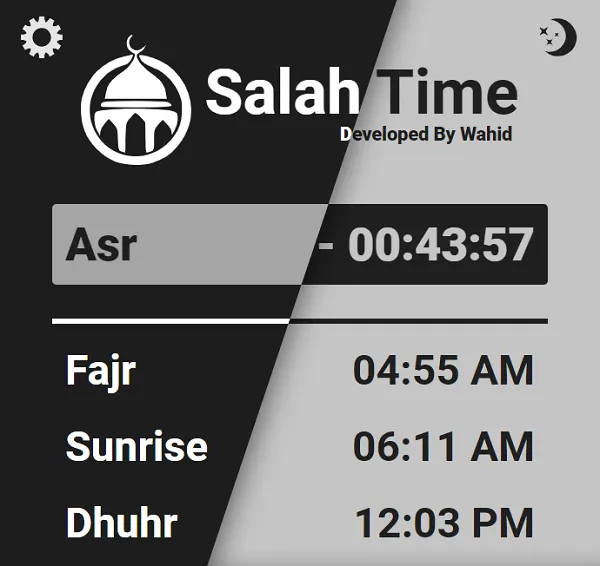 Salah Time
Developed By Wahid
Asr - 00:43:57
Fajr 04:55 AM
Sunrise 06:11 AM
Dhuhr 12:03 PM